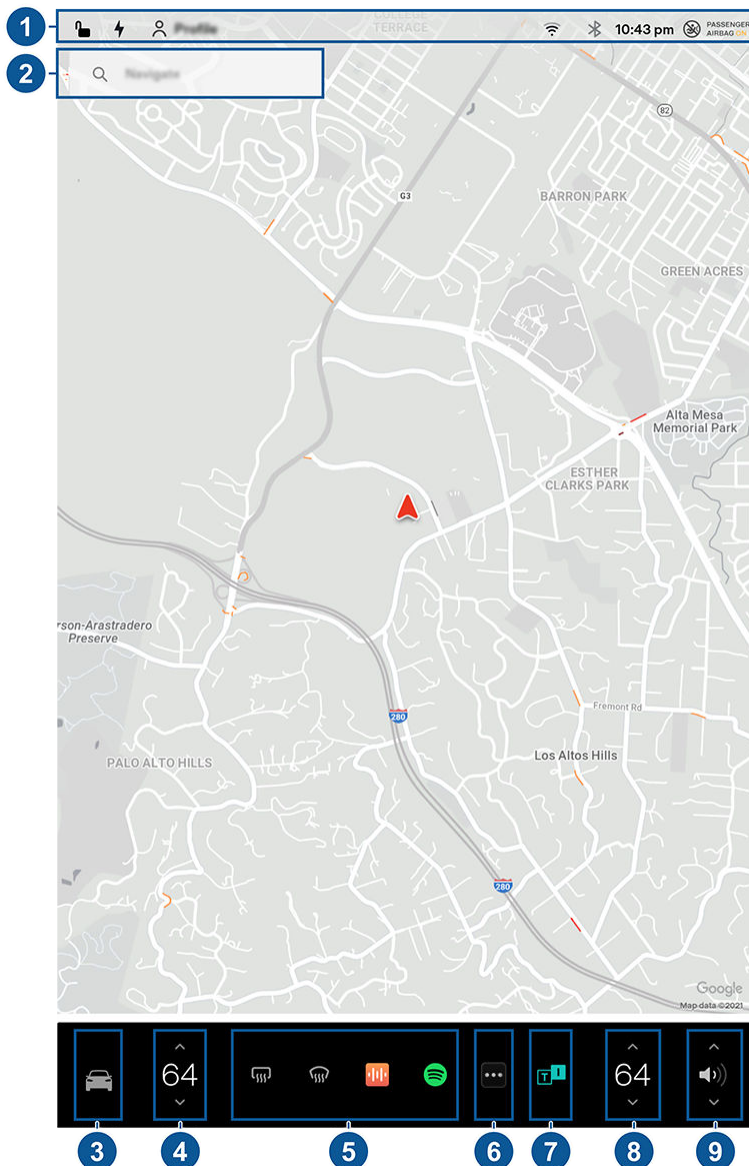 1
COLLEGE
TERRACE
Profile
10:43 pm
PASSENGER
AIRBAG ON
2
Navigate
82
G3
BARRON PARK
GREEN ACRES
Alta Mesa
Memorial Park
ESTHER
CLARKS PARK
rson-Arastradero
Preserve
280
Fremont Rd
Los Altos Hills
PALO ALTO HILLS
280
Google
Map data ©2021
64
T
I
64
3
4
5
6
7
8
9